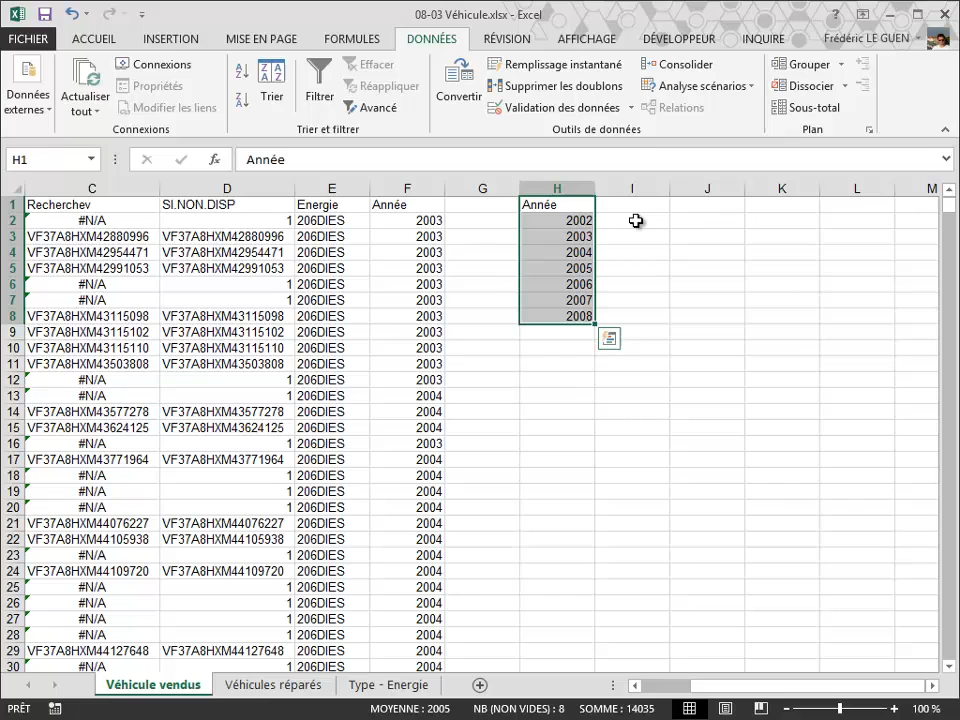 08-03 Véhicule.xlsx - Excel
FICHIER ACCUEIL INSERTION MISE EN PAGE FORMULES DONNÉES RÉVISION AFFICHAGE DÉVELOPPEUR INQUIRE Frédéric LE GUEN
Données externes
Actualiser tout
Connexions
Propriétés
Modifier les liens
Connexions
Trier
Filtrer
Effacer
Réappliquer
Avancé
Trier et filtrer
Convertir
Remplissage instantané
Supprimer les doublons
Validation des données
Consolider
Analyse scénarios
Relations
Outils de données
Grouper
Dissocier
Sous-total
Plan
H1 fx Année
C D E F G H I J K L M
1 Recherchev SI.NON.DISP Energie Année Année
2 #N/A 1 206DIES 2003 2002
3 VF37A8HXM42880996 VF37A8HXM42880996 206DIES 2003 2003
4 VF37A8HXM42954471 VF37A8HXM42954471 206DIES 2003 2004
5 VF37A8HXM42991053 VF37A8HXM42991053 206DIES 2003 2005
6 #N/A 1 206DIES 2003 2006
7 #N/A 1 206DIES 2003 2007
8 VF37A8HXM43115098 VF37A8HXM43115098 206DIES 2003 2008
9 VF37A8HXM43115102 VF37A8HXM43115102 206DIES 2003
10 VF37A8HXM43115110 VF37A8HXM43115110 206DIES 2003
11 VF37A8HXM43503808 VF37A8HXM43503808 206DIES 2003
12 #N/A 1 206DIES 2003
13 #N/A 1 206DIES 2004
14 VF37A8HXM43577278 VF37A8HXM43577278 206DIES 2004
15 VF37A8HXM43624125 VF37A8HXM43624125 206DIES 2004
16 #N/A 1 206DIES 2003
17 VF37A8HXM43771964 VF37A8HXM43771964 206DIES 2004
18 #N/A 1 206DIES 2004
19 #N/A 1 206DIES 2004
20 #N/A 1 206DIES 2004
21 VF37A8HXM44076227 VF37A8HXM44076227 206DIES 2004
22 VF37A8HXM44105938 VF37A8HXM44105938 206DIES 2004
23 #N/A 1 206DIES 2004
24 VF37A8HXM44109720 VF37A8HXM44109720 206DIES 2004
25 #N/A 1 206DIES 2004
26 #N/A 1 206DIES 2004
27 #N/A 1 206DIES 2004
28 #N/A 1 206DIES 2004
29 VF37A8HXM44127648 VF37A8HXM44127648 206DIES 2004
30 #N/A 1 206DIES 2004
Véhicule vendus Véhicules réparés Type - Energie
PRÊT MOYENNE : 2005 NB (NON VIDES) : 8 SOMME : 14035 100 %